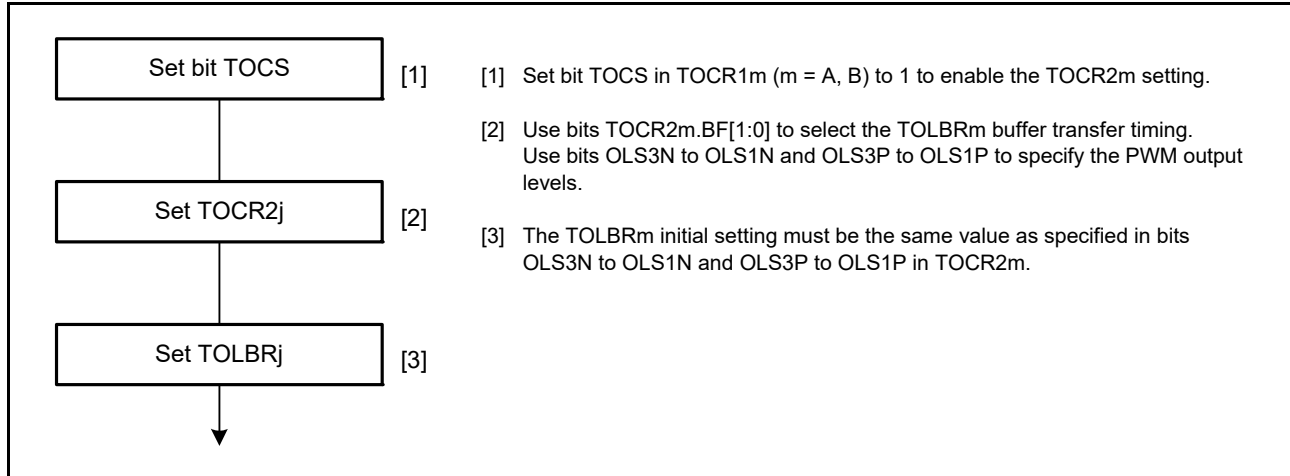 Set bit TOCS
[1]
[1] Set bit TOCS in TOCR1m (m = A, B) to 1 to enable the TOCR2m setting.
[2] Use bits TOCR2m.BF[1:0] to select the TOLBRm buffer transfer timing.
Use bits OLS3N to OLS1N and OLS3P to OLS1P to specify the PWM output
levels.
Set TOCR2j
[2]
[3] The TOLBRm initial setting must be the same value as specified in bits
OLS3N to OLS1N and OLS3P to OLS1P in TOCR2m.
Set TOLBRj
[3]